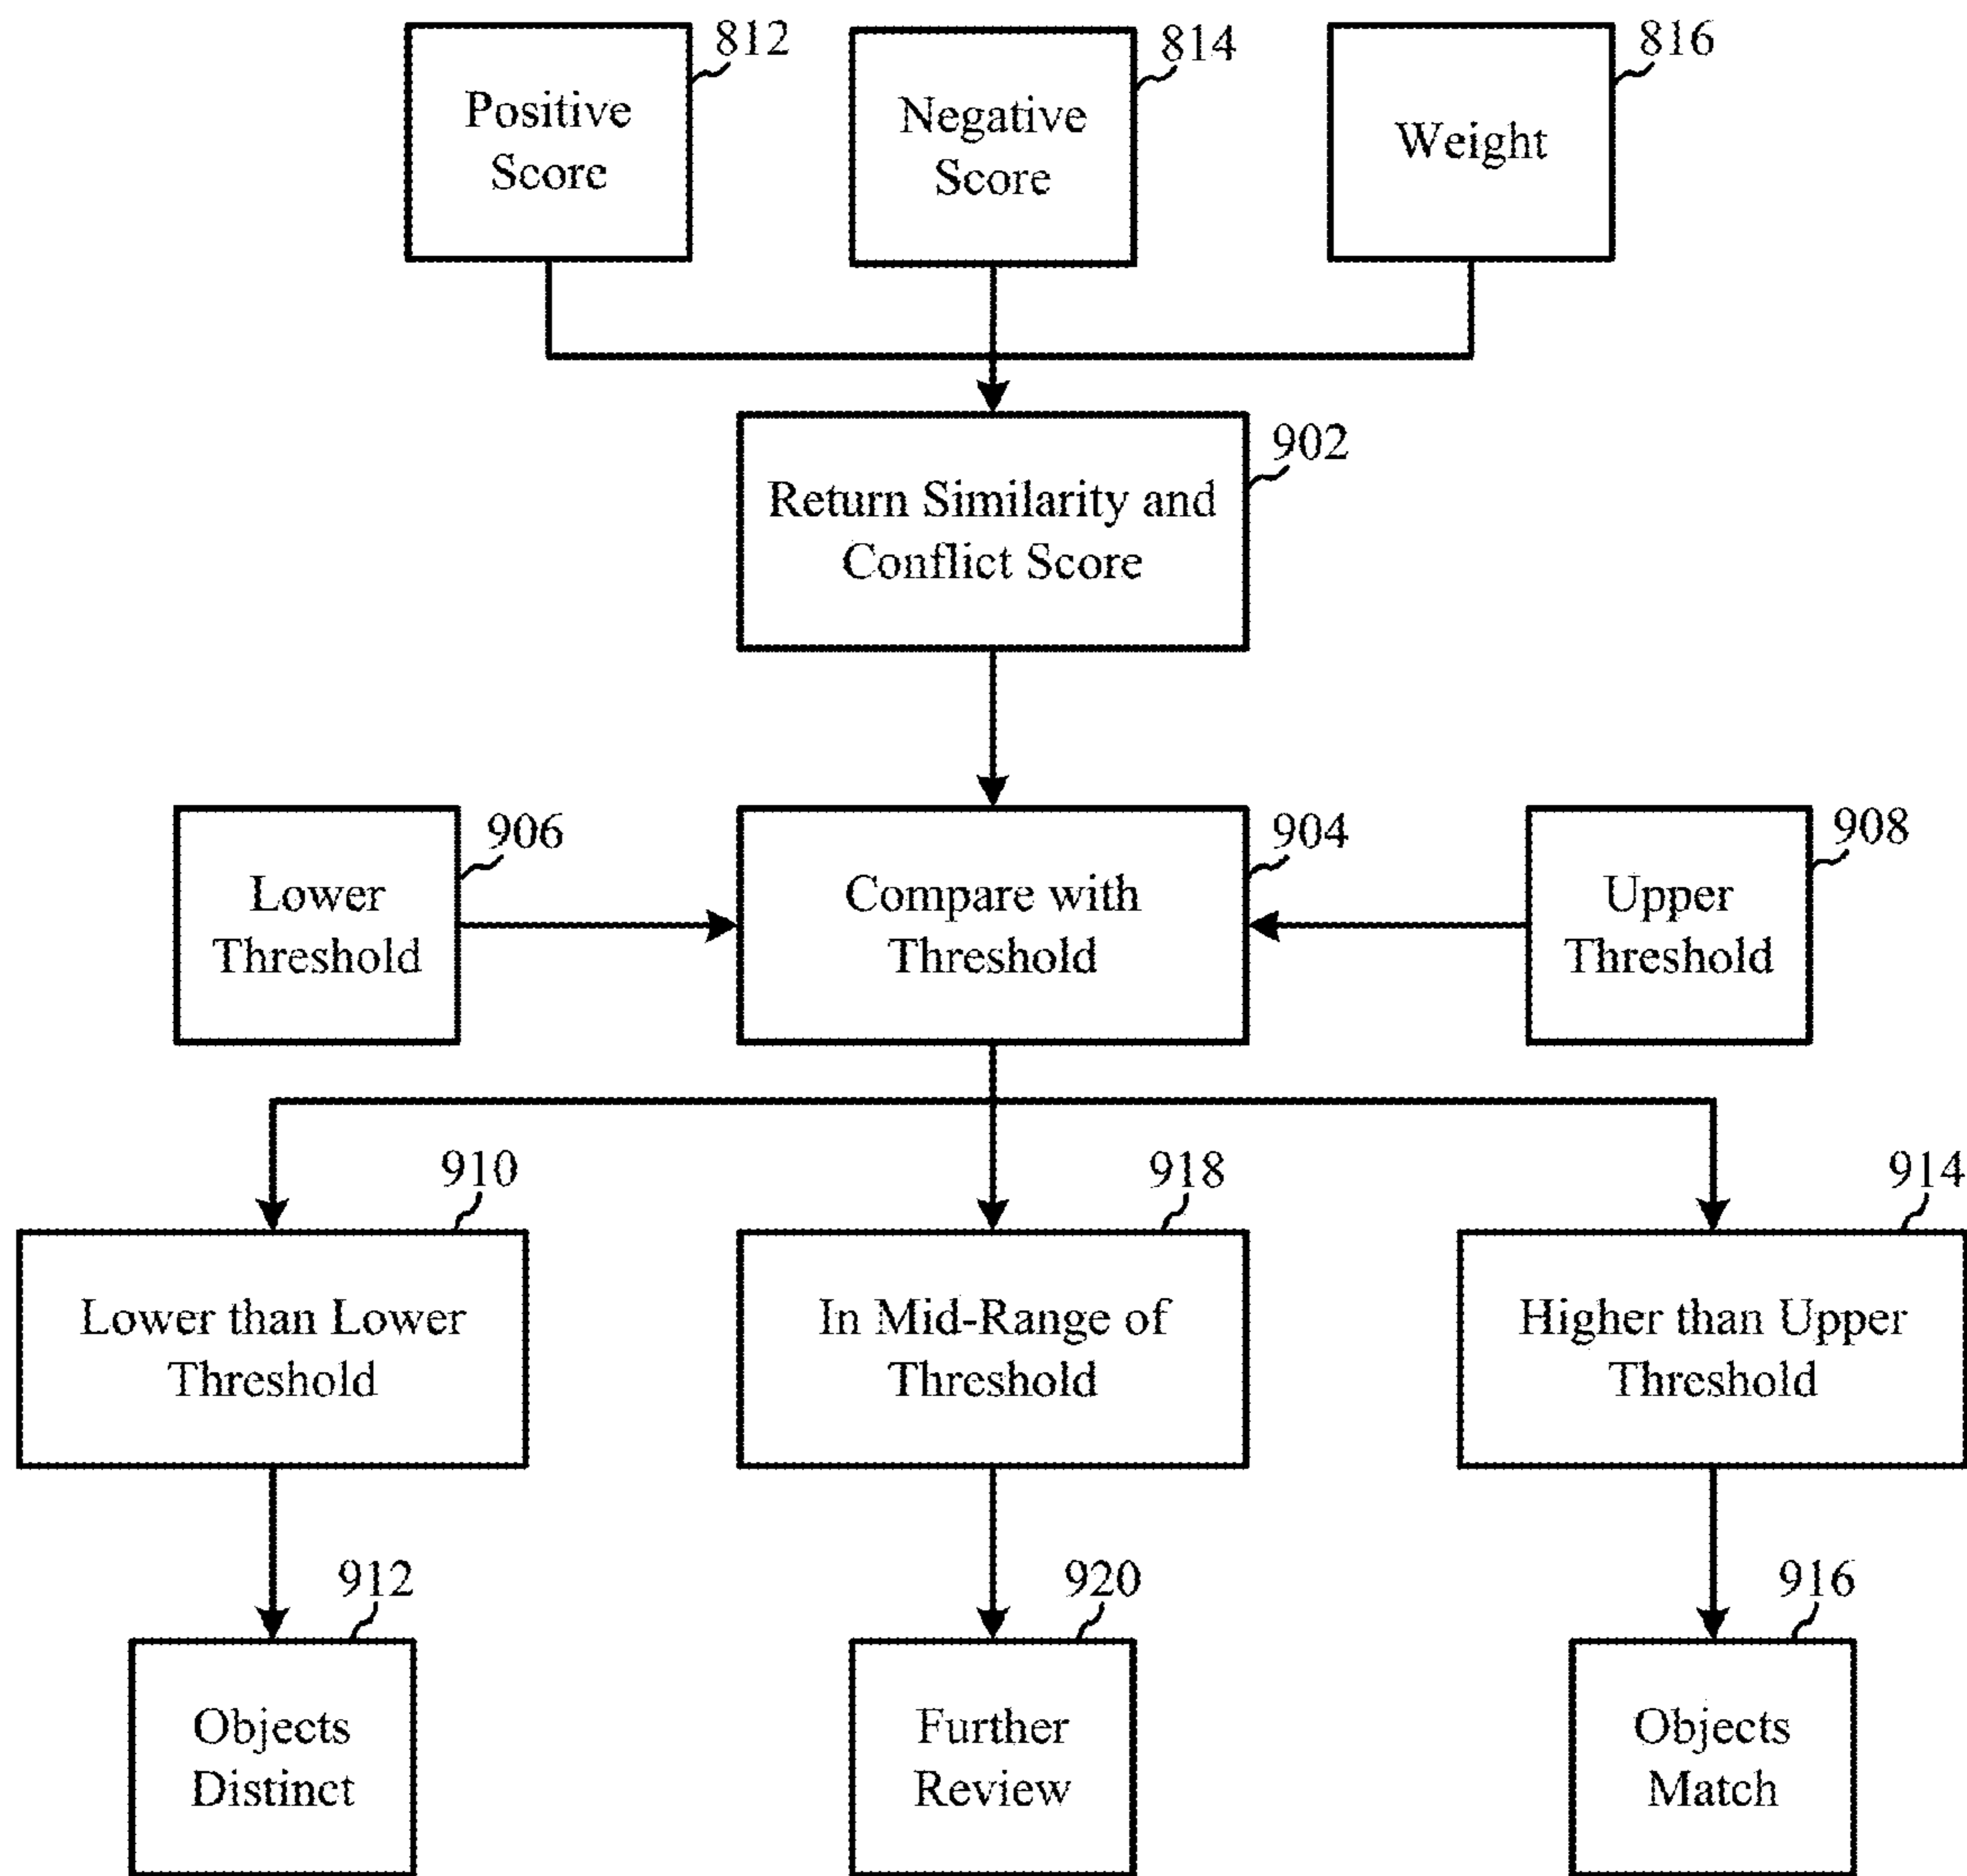 812
Positive
Score
814
Negative
Score
816
Weight
902
Return Similarity and
Conflict Score
906
Lower
Threshold
904
Compare with
Threshold
908
Upper
Threshold
910
Lower than Lower
Threshold
918
In Mid-Range of
Threshold
914
Higher than Upper
Threshold
912
Objects
Distinct
920
Further
Review
916
Objects
Match